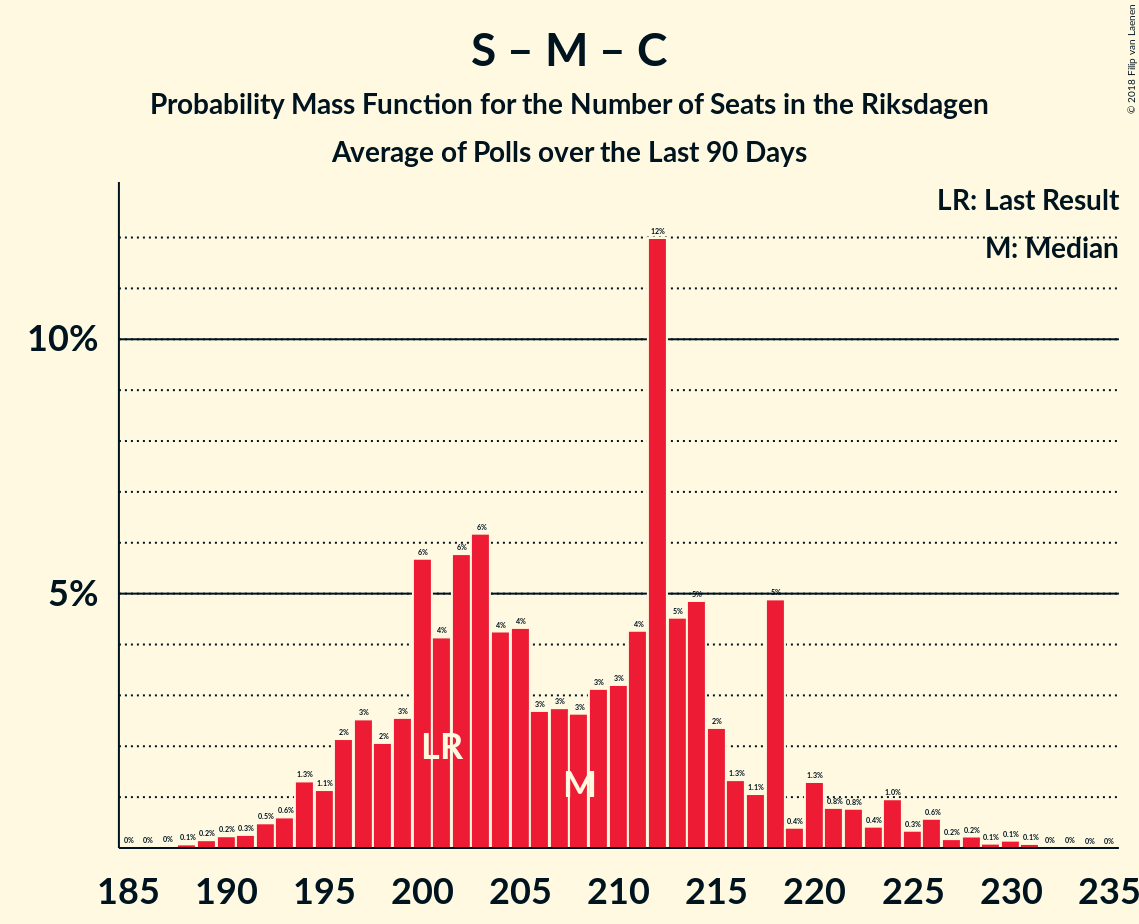 S – M – C
Probability Mass Function for the Number of Seats in the Riksdagen
Average of Polls over the Last 90 Days
© 2018 Filip van Laenen
LR: Last Result
M: Median
10%
5%
0% 0% 0% 0.1% 0.2% 0.2% 0.3% 0.5% 0.6% 1.3% 1.1% 2% 3% 2% 3% 6% 4% 6% 6% 4% 4% 3% 3% 3% 3% 3% 4% 12% 5% 5% 2% 1.3% 1.1% 5% 0.4% 1.3% 0.8% 0.8% 0.4% 1.0% 0.3% 0.6% 0.2% 0.2% 0.1% 0.1% 0.1% 0% 0% 0% 0%
LR
M
185 190 195 200 205 210 215 220 225 230 235